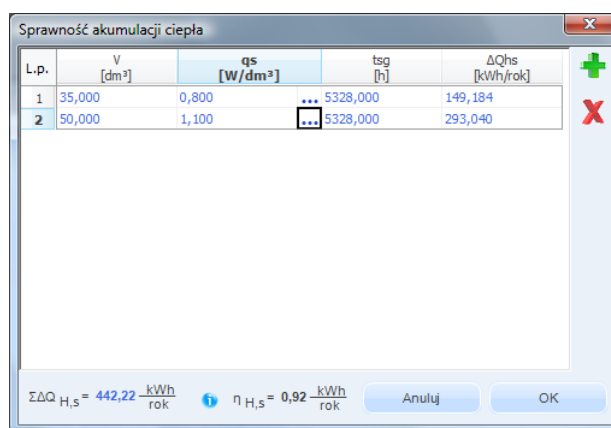 Sprawność akumulacji ciepła
L.p. V [dm³] qs [W/dm³] tsg [h] ΔQhs [kWh/rok]
1 35,000 0,800 ... 5328,000 149,184
2 50,000 1,100 ... 5328,000 293,040
ΣΔQ H,s = 442,22 kWh/rok i η H,s = 0,92 kWh/rok Anuluj OK